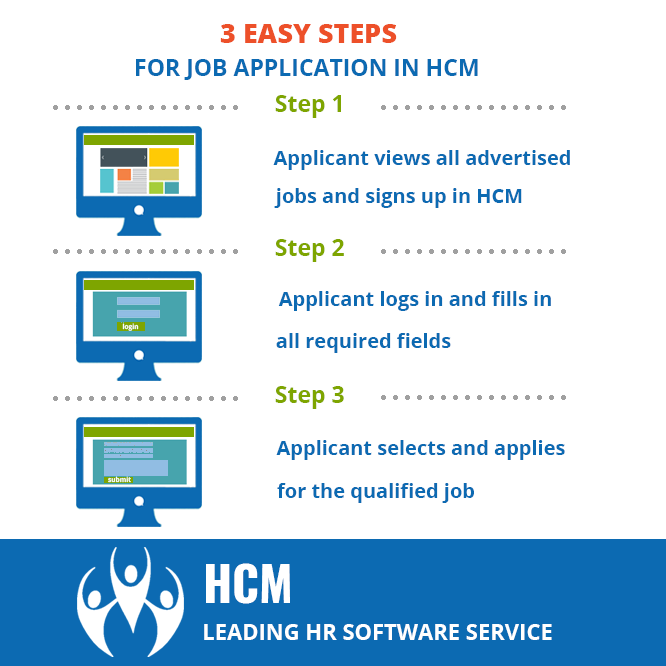 3 EASY STEPS
FOR JOB APPLICATION IN HCM
Step 1
Applicant views all advertised
jobs and signs up in HCM
Step 2
login
Applicant logs in and fills in
all required fields
Step 3
submit
Applicant selects and applies
for the qualified job
HCM
LEADING HR SOFTWARE SERVICE